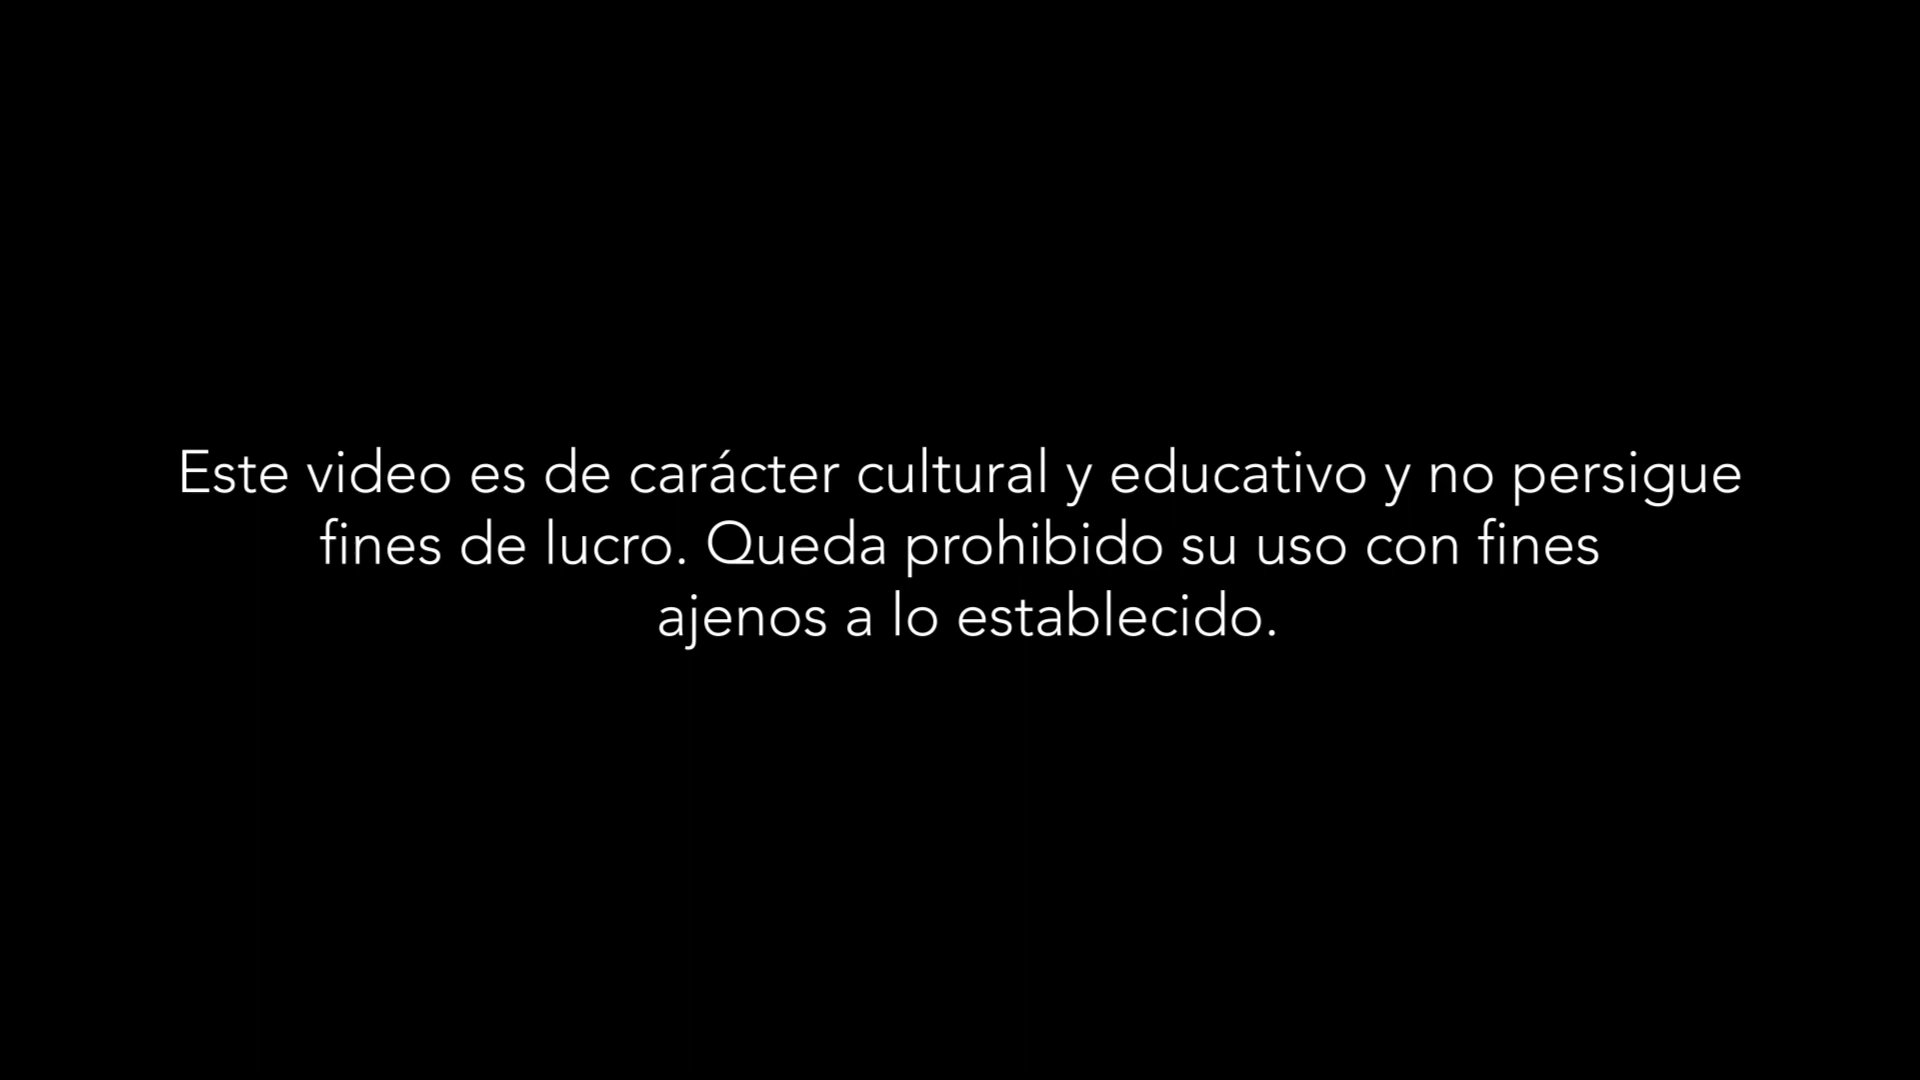 Este video es de carácter cultural y educativo y no persigue
fines de lucro. Queda prohibido su uso con fines
ajenos a lo establecido.